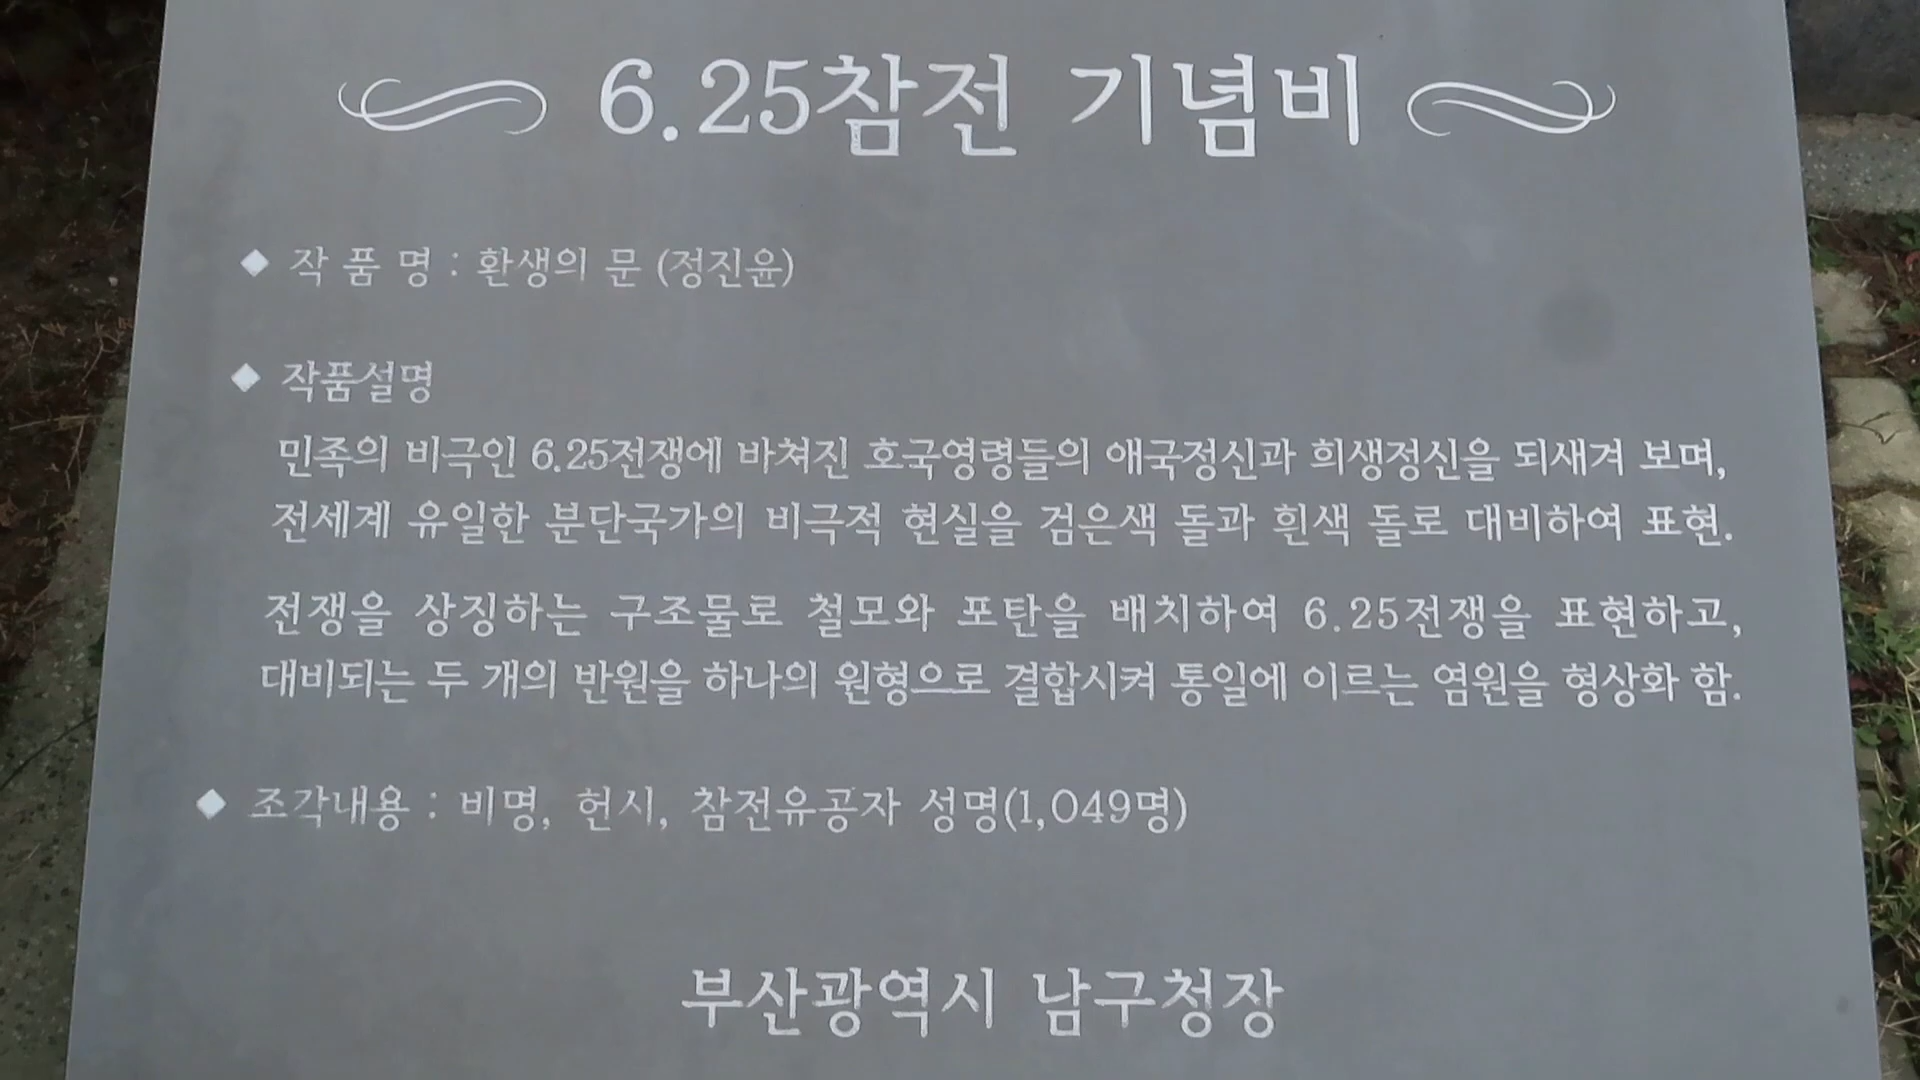 6.25참전 기념비
◆ 작 품 명 : 환생의 문 (정진윤)
◆ 작품설명
민족의 비극인 6.25전쟁에 바쳐진 호국영령들의 애국정신과 희생정신을 되새겨 보며,
전세계 유일한 분단국가의 비극적 현실을 검은색 돌과 흰색 돌로 대비하여 표현.
전쟁을 상징하는 구조물로 철모와 포탄을 배치하여 6.25전쟁을 표현하고,
대비되는 두 개의 반원을 하나의 원형으로 결합시켜 통일에 이르는 염원을 형상화 함.
◆ 조각내용 : 비명, 헌시, 참전유공자 성명(1,049명)
부산광역시 남구청장